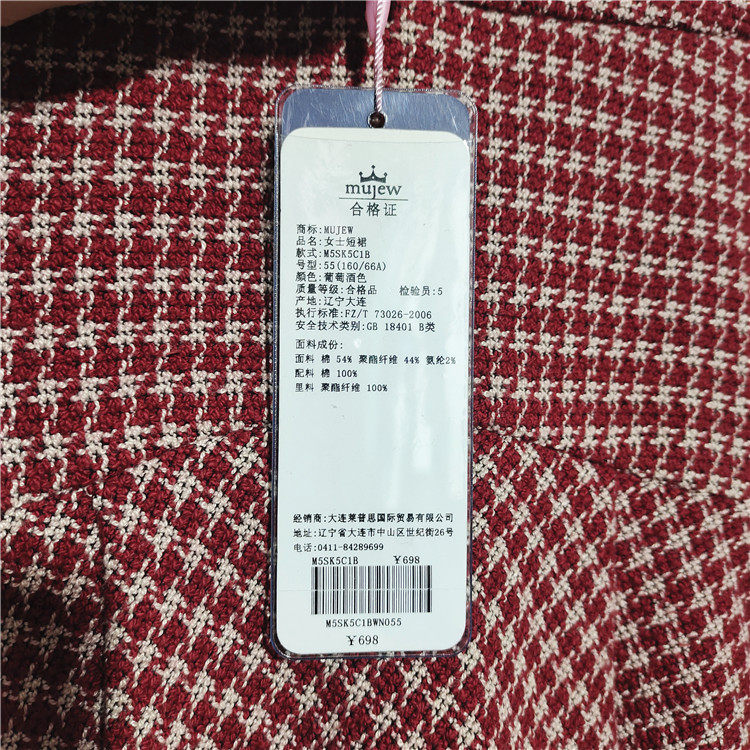 mujew
合格证
商标:MUJEW
品名:女士短裙
款式:M5SK5C1B
号型:55(160/66A)
颜色:葡萄酒色
质量等级:合格品 检验员:5
产地:辽宁大连
执行标准:FZ/T 73026-2006
安全技术类别:GB 18401 B类
面料成份:
面料 棉 54% 聚酯纤维 44% 氨纶2%
配料 棉 100%
里料 聚酯纤维 100%
经销商:大连莱普思国际贸易有限公司
地址:辽宁省大连市中山区世纪街26号
电话:0411-84289699
M5SK5C1B ￥698
M5SK5C1BWN055
￥698